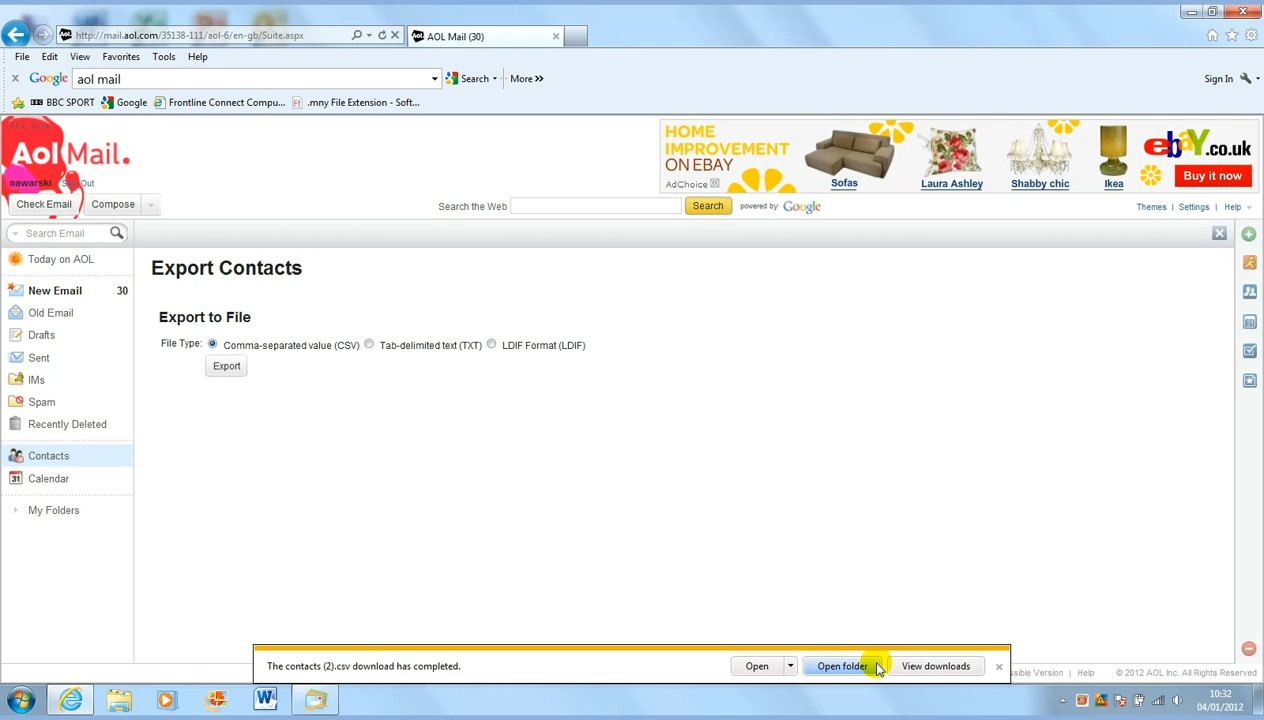 http://mail.aol.com/35138-111/aol-6/en-gb/Suite.aspx
AOL Mail (30)
File Edit View Favorites Tools Help
Google aol mail Search More >> Sign In
BBC SPORT Google Frontline Connect Compu... .mny File Extension - Soft...
Aol Mail.
nawarski
HOME IMPROVEMENT ON EBAY
AdChoice
Sofas Laura Ashley Shabby chic Ikea
ebay.co.uk
Buy it now
Check Email Compose
Search the Web Search powered by Google
Themes | Settings | Help
Search Email
Today on AOL
New Email 30
Old Email
Drafts
Sent
IMs
Spam
Recently Deleted
Contacts
31 Calendar
My Folders
Export Contacts
Export to File
File Type: Comma-separated value (CSV) Tab-delimited text (TXT) LDIF Format (LDIF)
Export
The contacts (2).csv download has completed.
Open Open folder View downloads
Version | Help © 2012 AOL Inc. All Rights Reserved
10:32
04/01/2012